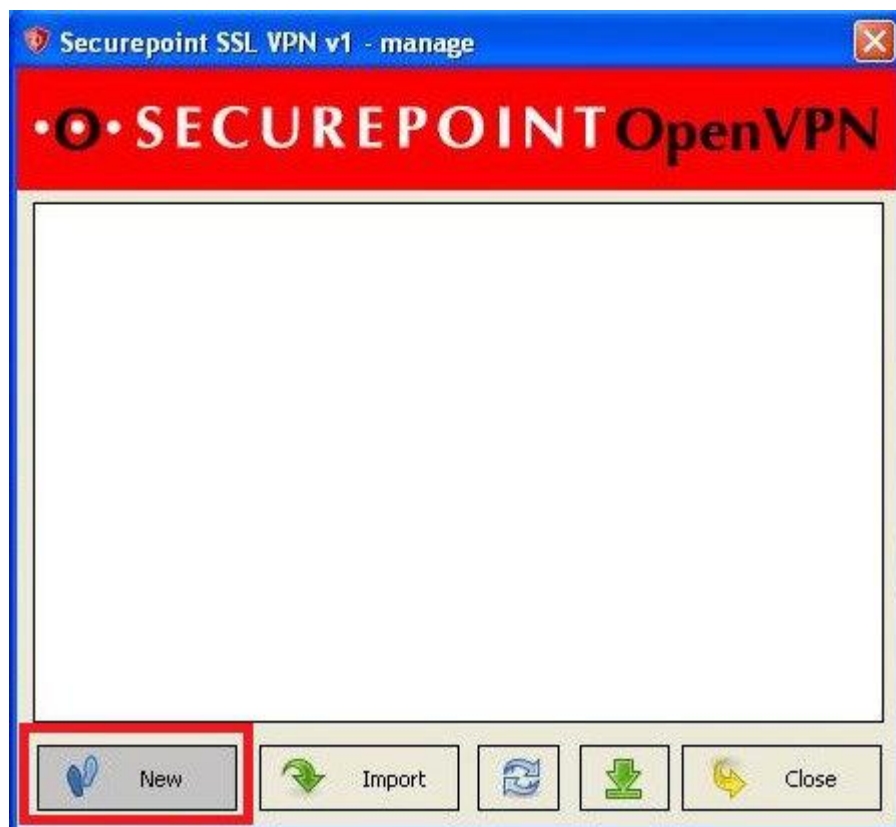 Securepoint SSL VPN v1 - manage
SECUREPOINT OpenVPN
New
Import
Close